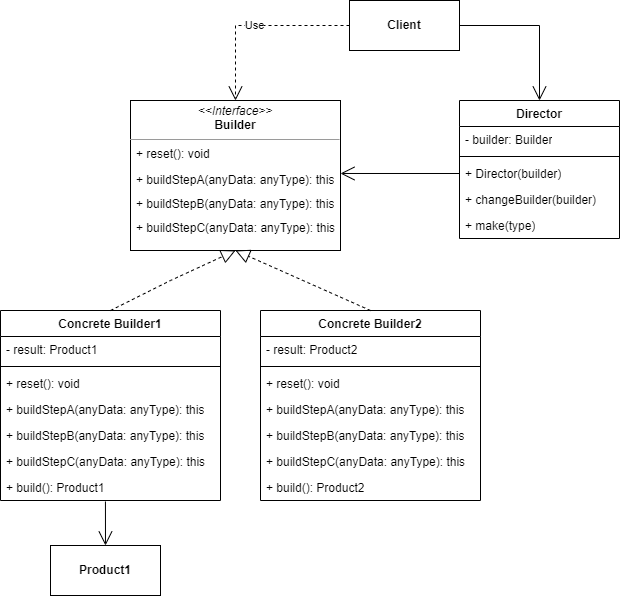 Client
Use
<<Interface>>
Builder
+ reset(): void
+ buildStepA(anyData: anyType): this
+ buildStepB(anyData: anyType): this
+ buildStepC(anyData: anyType): this
Director
- builder: Builder
+ Director(builder)
+ changeBuilder(builder)
+ make(type)
Concrete Builder1
- result: Product1
+ reset(): void
+ buildStepA(anyData: anyType): this
+ buildStepB(anyData: anyType): this
+ buildStepC(anyData: anyType): this
+ build(): Product1
Concrete Builder2
- result: Product2
+ reset(): void
+ buildStepA(anyData: anyType): this
+ buildStepB(anyData: anyType): this
+ buildStepC(anyData: anyType): this
+ build(): Product2
Product1